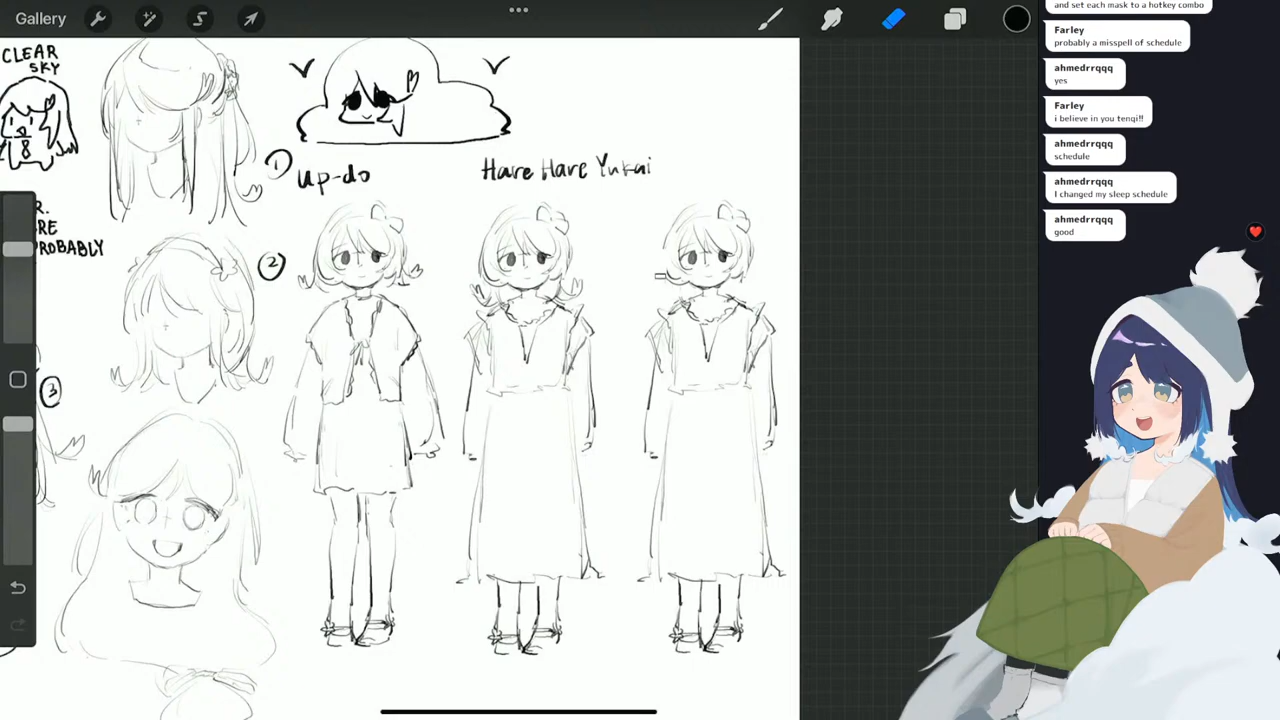 Gallery
and set each mask to a hotkey combo
Farley
probably a misspell of schedule
ahmedrrqqq
yes
Farley
i believe in you tenqi!!
ahmedrrqqq
schedule
ahmedrrqqq
I changed my sleep schedule
ahmedrrqqq
good
CLEAR
SKY
① up-do
Hare Hare Yukai
R.
RE
PROBABLY
②
③